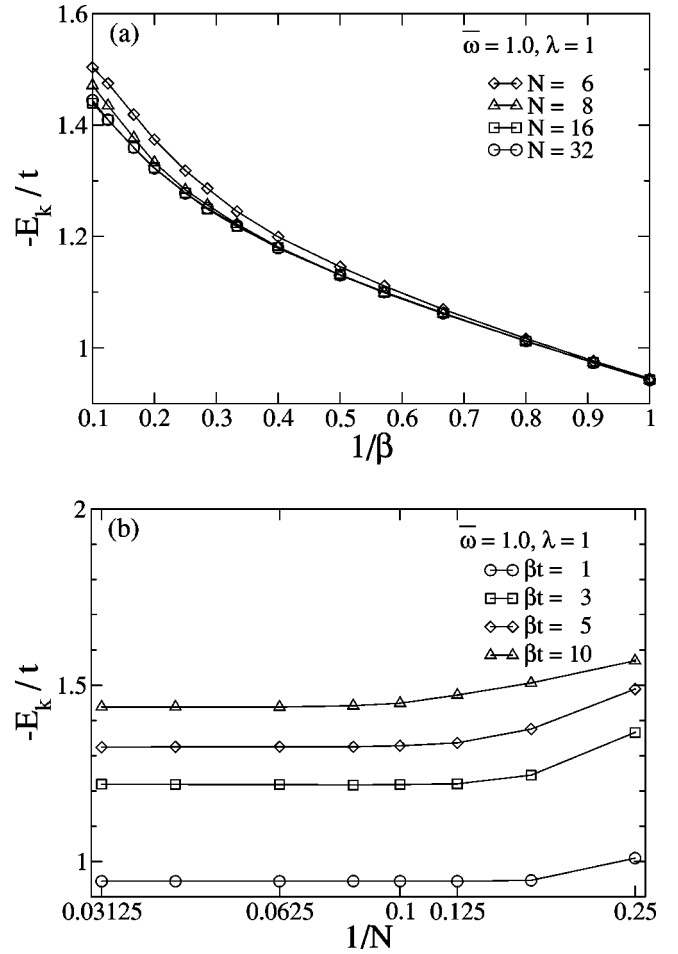 1.6
(a)
ω̅ = 1.0, λ = 1
N = 6
N = 8
N = 16
N = 32
1.4
1.2
1
-E_k / t
0.1 0.2 0.3 0.4 0.5 0.6 0.7 0.8 0.9 1
1/β
2
(b)
ω̅ = 1.0, λ = 1
βt = 1
βt = 3
βt = 5
βt = 10
1.5
1
-E_k / t
0.03125 0.0625 0.1 0.125 0.25
1/N